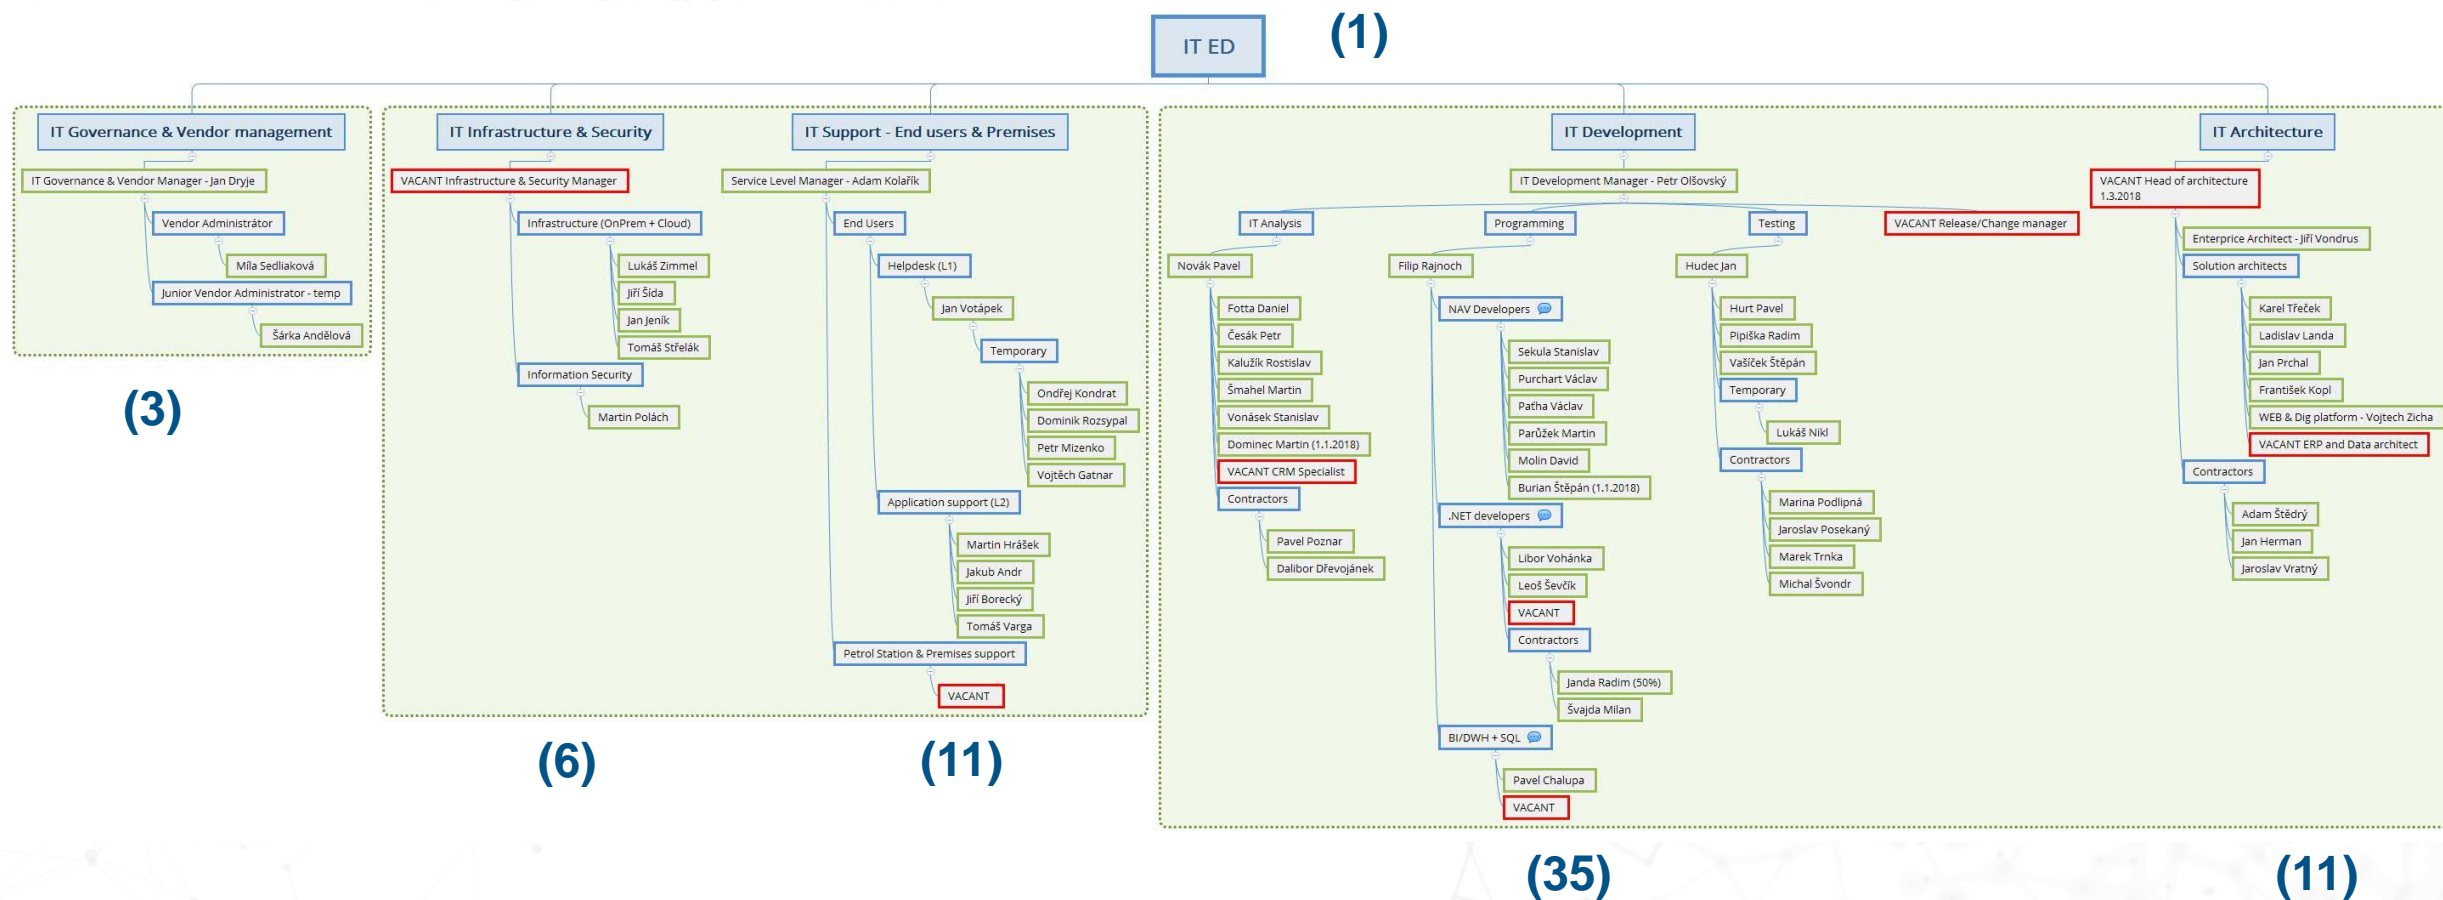 IT ED
(1)
IT Governance & Vendor management
IT Governance & Vendor Manager - Jan Dryje
Vendor Administrátor
Míla Sedliaková
Junior Vendor Administrator - temp
Šárka Andělová
(3)
IT Infrastructure & Security
VACANT Infrastructure & Security Manager
Infrastructure (OnPrem + Cloud)
Lukáš Zimmel
Jiří Šída
Jan Jeník
Tomáš Střelák
Information Security
Martin Polách
(6)
IT Support - End users & Premises
Service Level Manager - Adam Kolařík
End Users
Helpdesk (L1)
Jan Votápek
Temporary
Ondřej Kondrat
Dominik Rozsypal
Petr Mizenko
Vojtěch Gatnar
Application support (L2)
Martin Hrášek
Jakub Andr
Jiří Borecký
Tomáš Varga
Petrol Station & Premises support
VACANT
(11)
IT Development
IT Development Manager - Petr Olšovský
IT Analysis
Novák Pavel
Fotta Daniel
Česák Petr
Kalužík Rostislav
Šmahel Martin
Vonásek Stanislav
Dominec Martin (1.1.2018)
VACANT CRM Specialist
Contractors
Pavel Poznar
Dalibor Dřevojánek
Programming
Filip Rajnoch
NAV Developers
Sekula Stanislav
Purchart Václav
Paťha Václav
Parůžek Martin
Molin David
Burian Štěpán (1.1.2018)
.NET developers
Libor Vohánka
Leoš Ševčík
VACANT
Contractors
Janda Radim (50%)
Švajda Milan
BI/DWH + SQL
Pavel Chalupa
VACANT
Testing
Hudec Jan
Hurt Pavel
Pipiška Radim
Vašíček Štěpán
Temporary
Lukáš Nikl
Contractors
Marina Podlipná
Jaroslav Posekaný
Marek Trnka
Michal Švondr
VACANT Release/Change manager
(35)
IT Architecture
VACANT Head of architecture
1.3.2018
Enterprice Architect - Jiří Vondrus
Solution architects
Karel Třeček
Ladislav Landa
Jan Prchal
František Kopl
WEB & Dig platform - Vojtech Zicha
VACANT ERP and Data architect
Contractors
Adam Štědrý
Jan Herman
Jaroslav Vratný
(11)